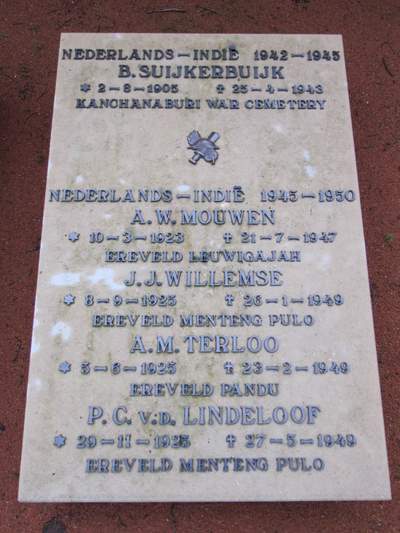 NEDERLANDS-INDIË 1942-1945
B. SUIJKERBUIJK
✡ 2-8-1905 ✝ 25-4-1943
KANCHANABURI WAR CEMETERY
NEDERLANDS-INDIË 1945-1950
A.W. MOUWEN
✡ 10-3-1923 ✝ 21-7-1947
EREVELD LEUWIGAJAH
J.J. WILLEMSE
✡ 8-9-1925 ✝ 26-1-1949
EREVELD MENTENG PULO
A.M. TERLOO
✡ 5-6-1925 ✝ 23-2-1949
EREVELD PANDU
P.C. v.D. LINDELOOF
✡ 29-11-1925 ✝ 27-5-1949
EREVELD MENTENG PULO